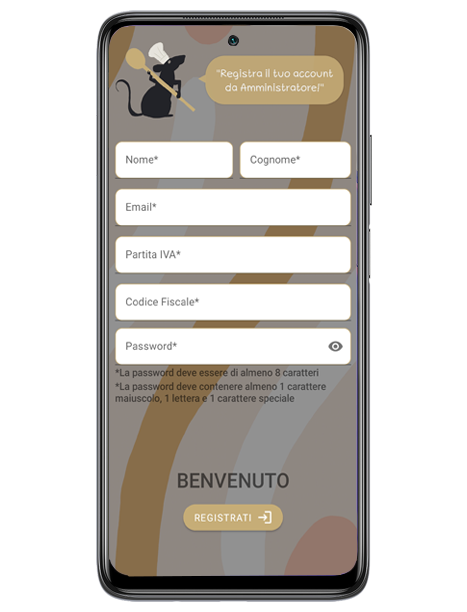 "Registra il tuo account
da Amministratore!"
Nome*
Cognome*
Email*
Partita IVA*
Codice Fiscale*
Password*
*La password deve essere di almeno 8 caratteri
*La password deve contenere almeno 1 carattere
maiuscolo, 1 lettera e 1 carattere speciale
BENVENUTO
REGISTRATI